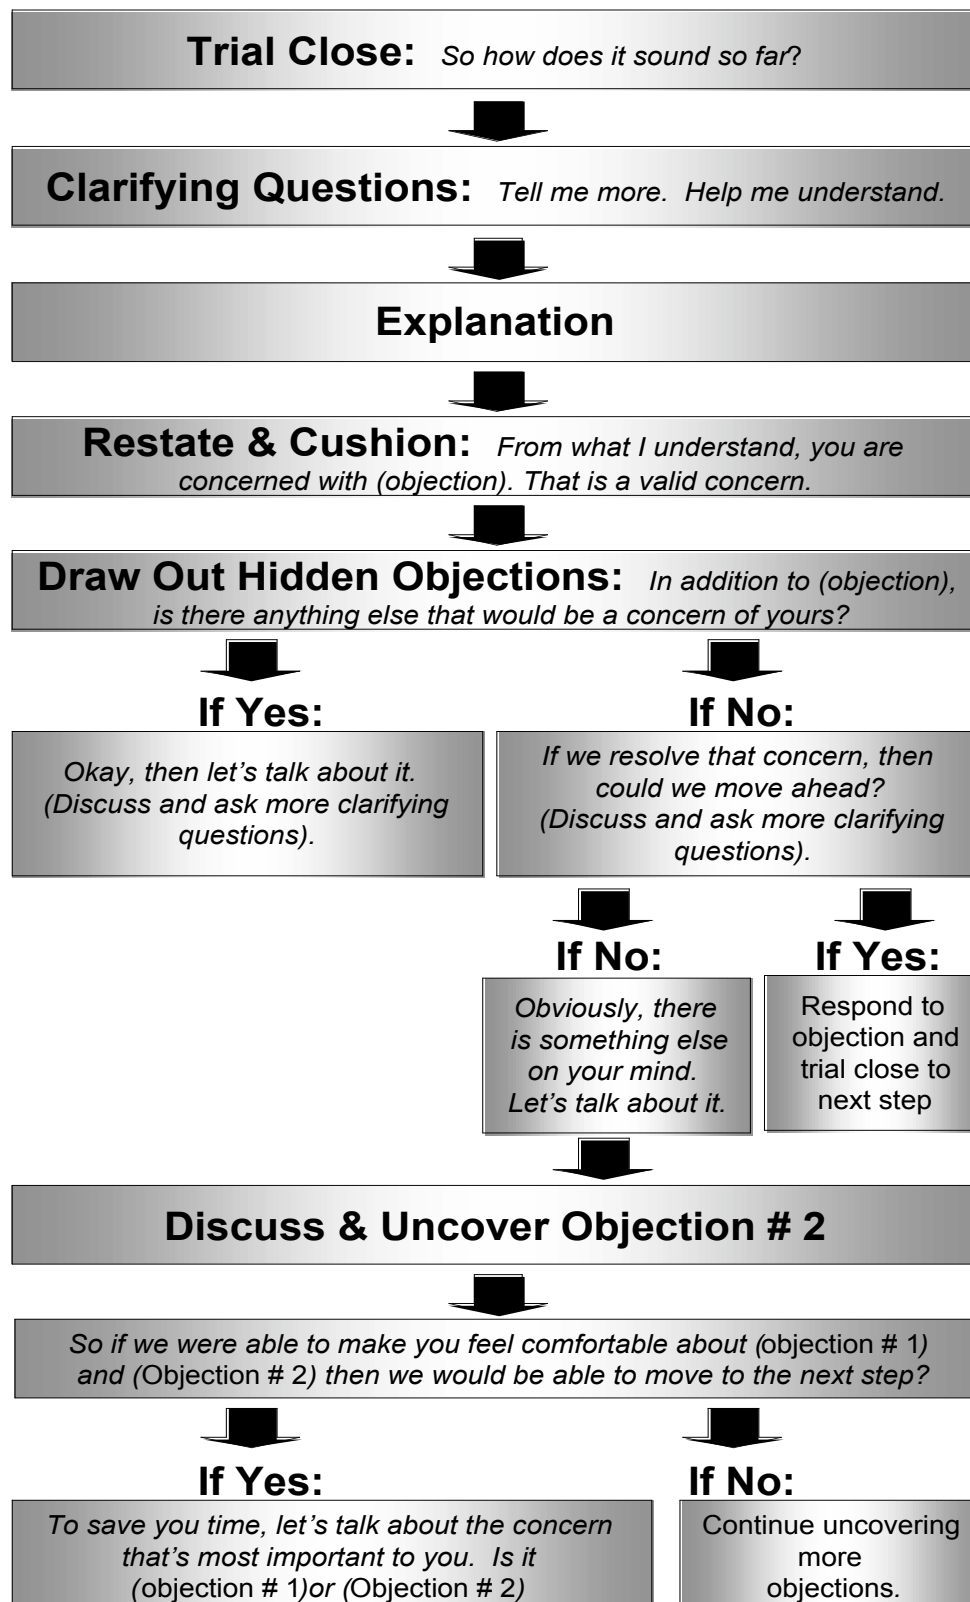 Trial Close: So how does it sound so far?
Clarifying Questions: Tell me more. Help me understand.
Explanation
Restate & Cushion: From what I understand, you are
concerned with (objection). That is a valid concern.
Draw Out Hidden Objections: In addition to (objection),
is there anything else that would be a concern of yours?
If Yes:
Okay, then let's talk about it.
(Discuss and ask more clarifying
questions).
If No:
If we resolve that concern, then
could we move ahead?
(Discuss and ask more clarifying
questions).
If No:
Obviously, there
is something else
on your mind.
Let's talk about it.
If Yes:
Respond to
objection and
trial close to
next step
Discuss & Uncover Objection # 2
So if we were able to make you feel comfortable about (objection # 1)
and (Objection # 2) then we would be able to move to the next step?
If Yes:
To save you time, let's talk about the concern
that's most important to you. Is it
(objection # 1)or (Objection # 2)
If No:
Continue uncovering
more
objections.